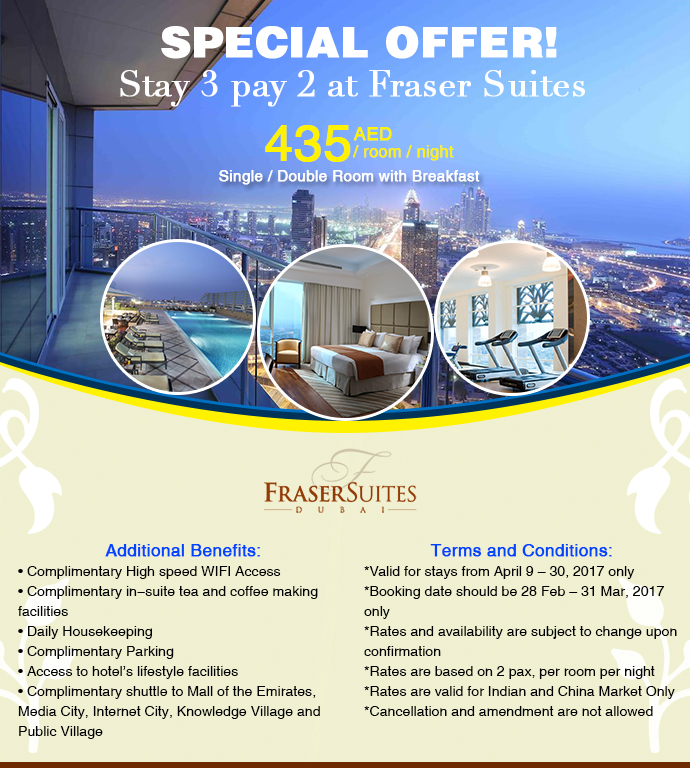 SPECIAL OFFER!
Stay 3 pay 2 at Fraser Suites
435 AED
/ room / night
Single / Double Room with Breakfast
F
FRASERSUITES
DUBAI
Additional Benefits:
• Complimentary High speed WIFI Access
• Complimentary in–suite tea and coffee making
facilities
• Daily Housekeeping
• Complimentary Parking
• Access to hotel's lifestyle facilities
• Complimentary shuttle to Mall of the Emirates,
Media City, Internet City, Knowledge Village and
Public Village
Terms and Conditions:
*Valid for stays from April 9 – 30, 2017 only
*Booking date should be 28 Feb – 31 Mar, 2017
only
*Rates and availability are subject to change upon
confirmation
*Rates are based on 2 pax, per room per night
*Rates are valid for Indian and China Market Only
*Cancellation and amendment are not allowed